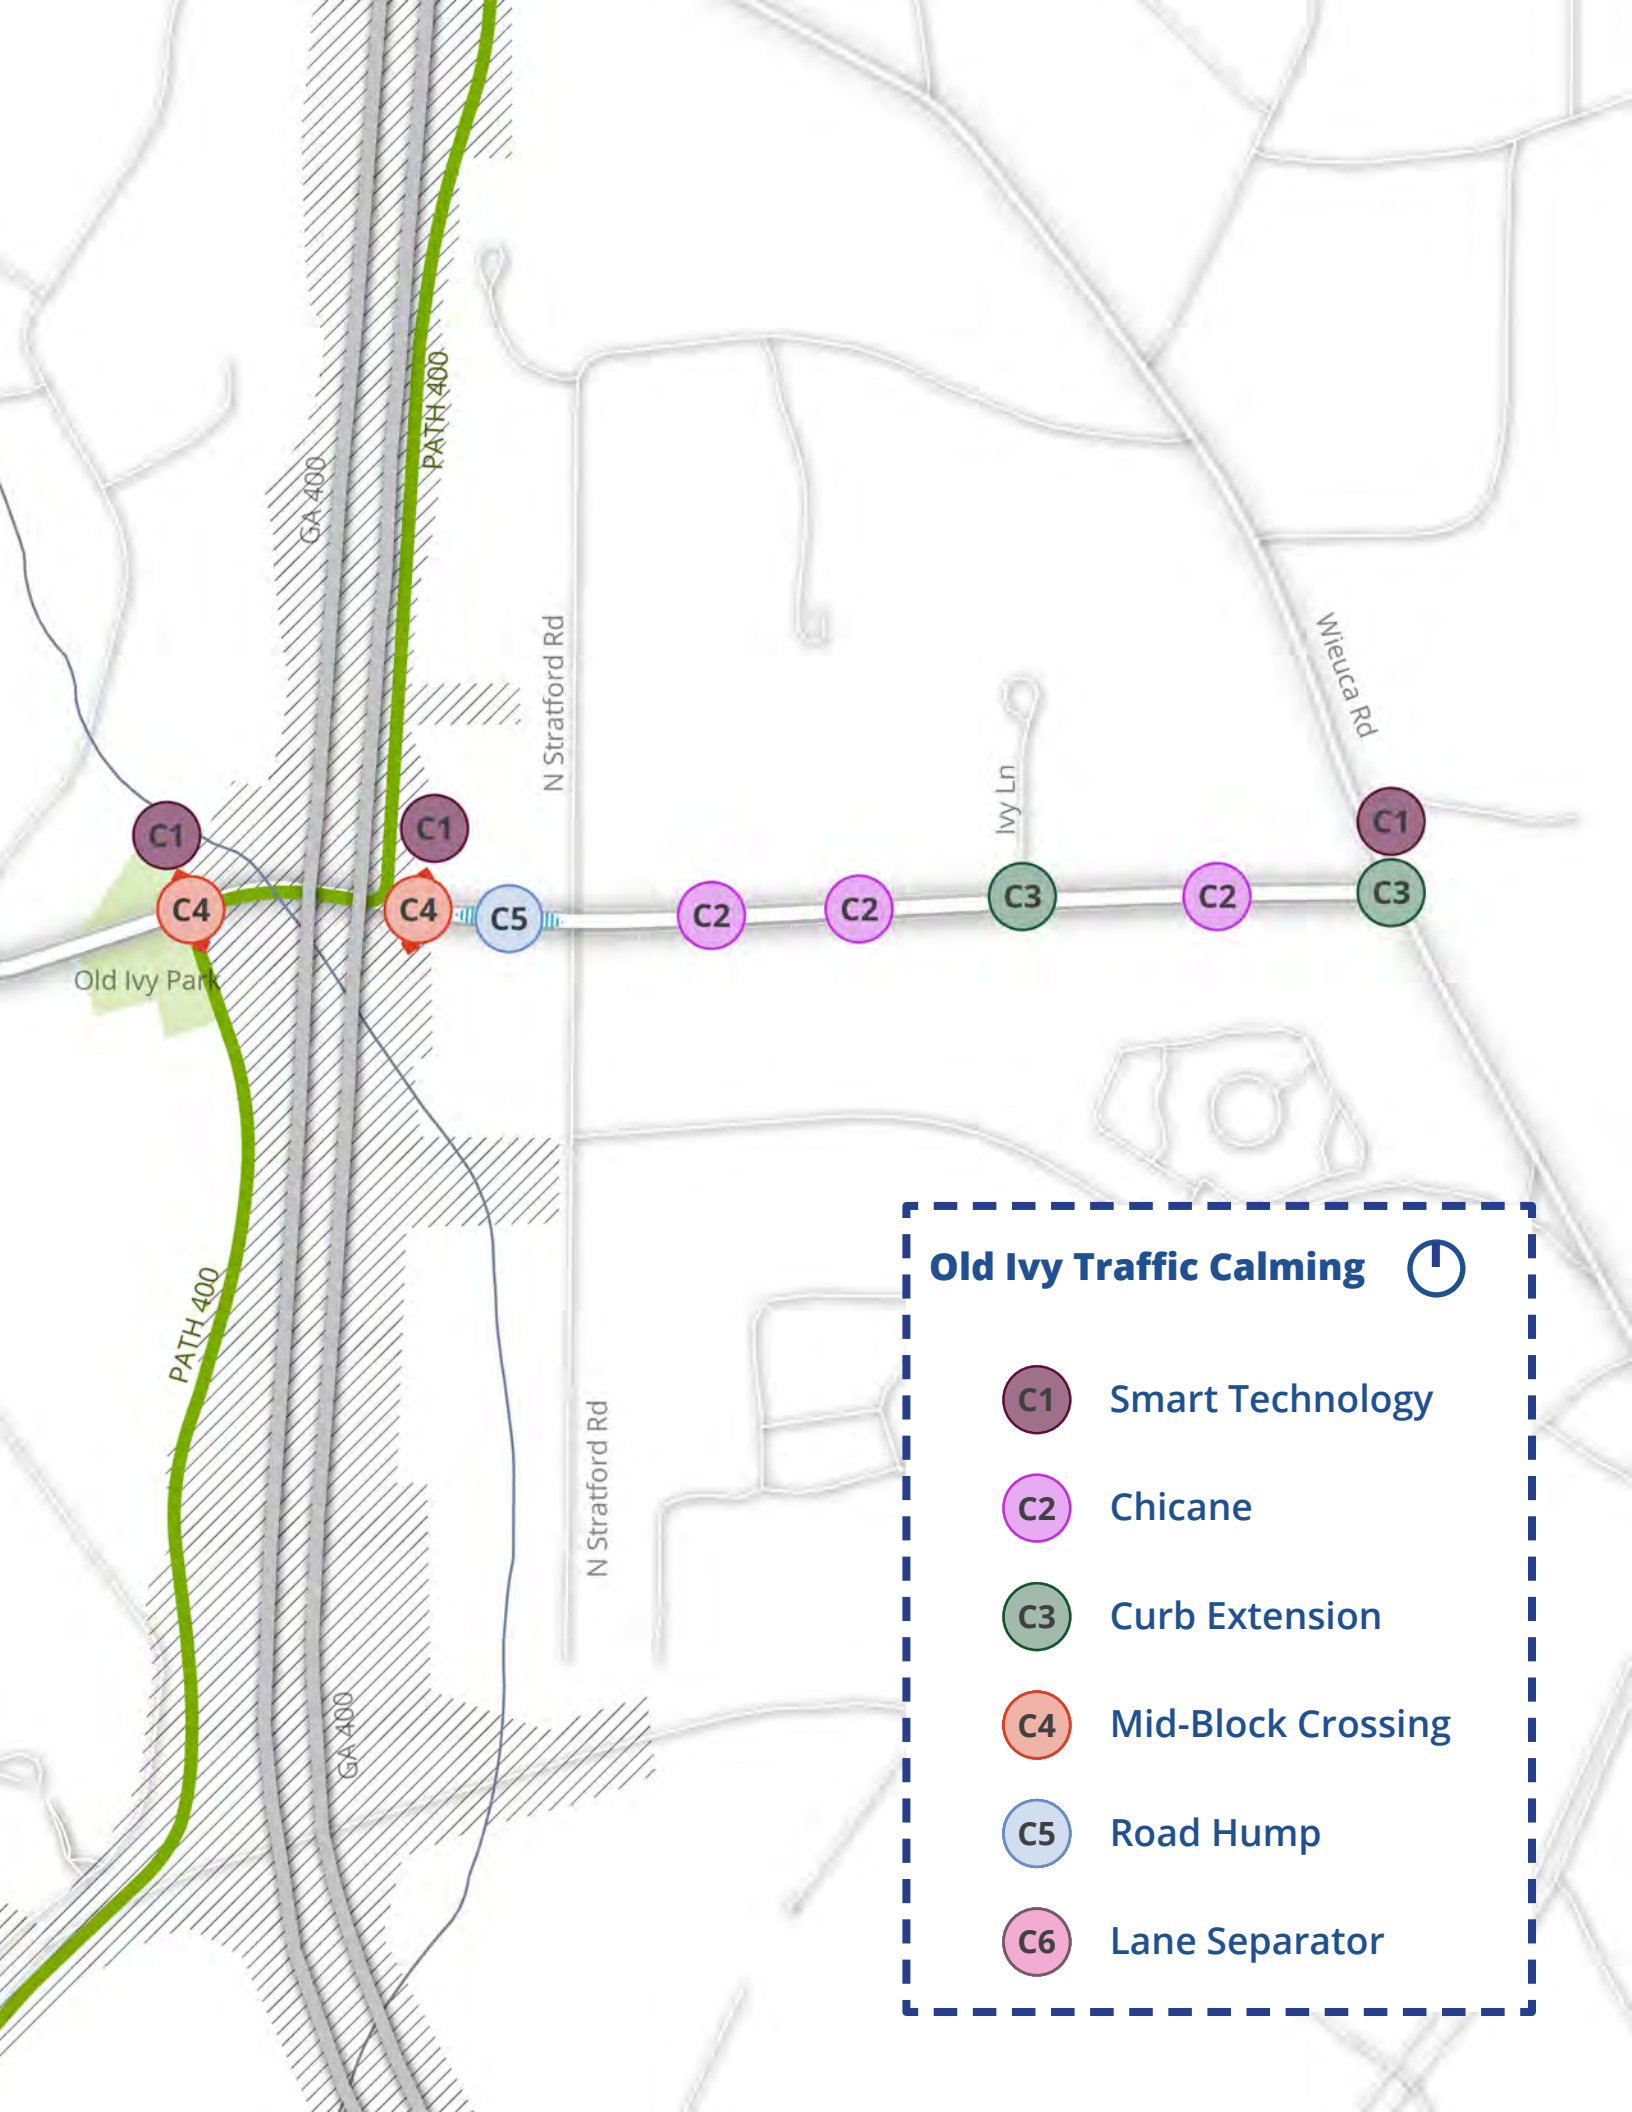 PATH 400
GA 400
N Stratford Rd
Wieuca Rd
Ivy Ln
C1
C1
C1
C4
C4
C5
C2
C2
C3
C2
C3
Old Ivy Park
PATH 400
N Stratford Rd
GA 400
Old Ivy Traffic Calming
C1 Smart Technology
C2 Chicane
C3 Curb Extension
C4 Mid-Block Crossing
C5 Road Hump
C6 Lane Separator